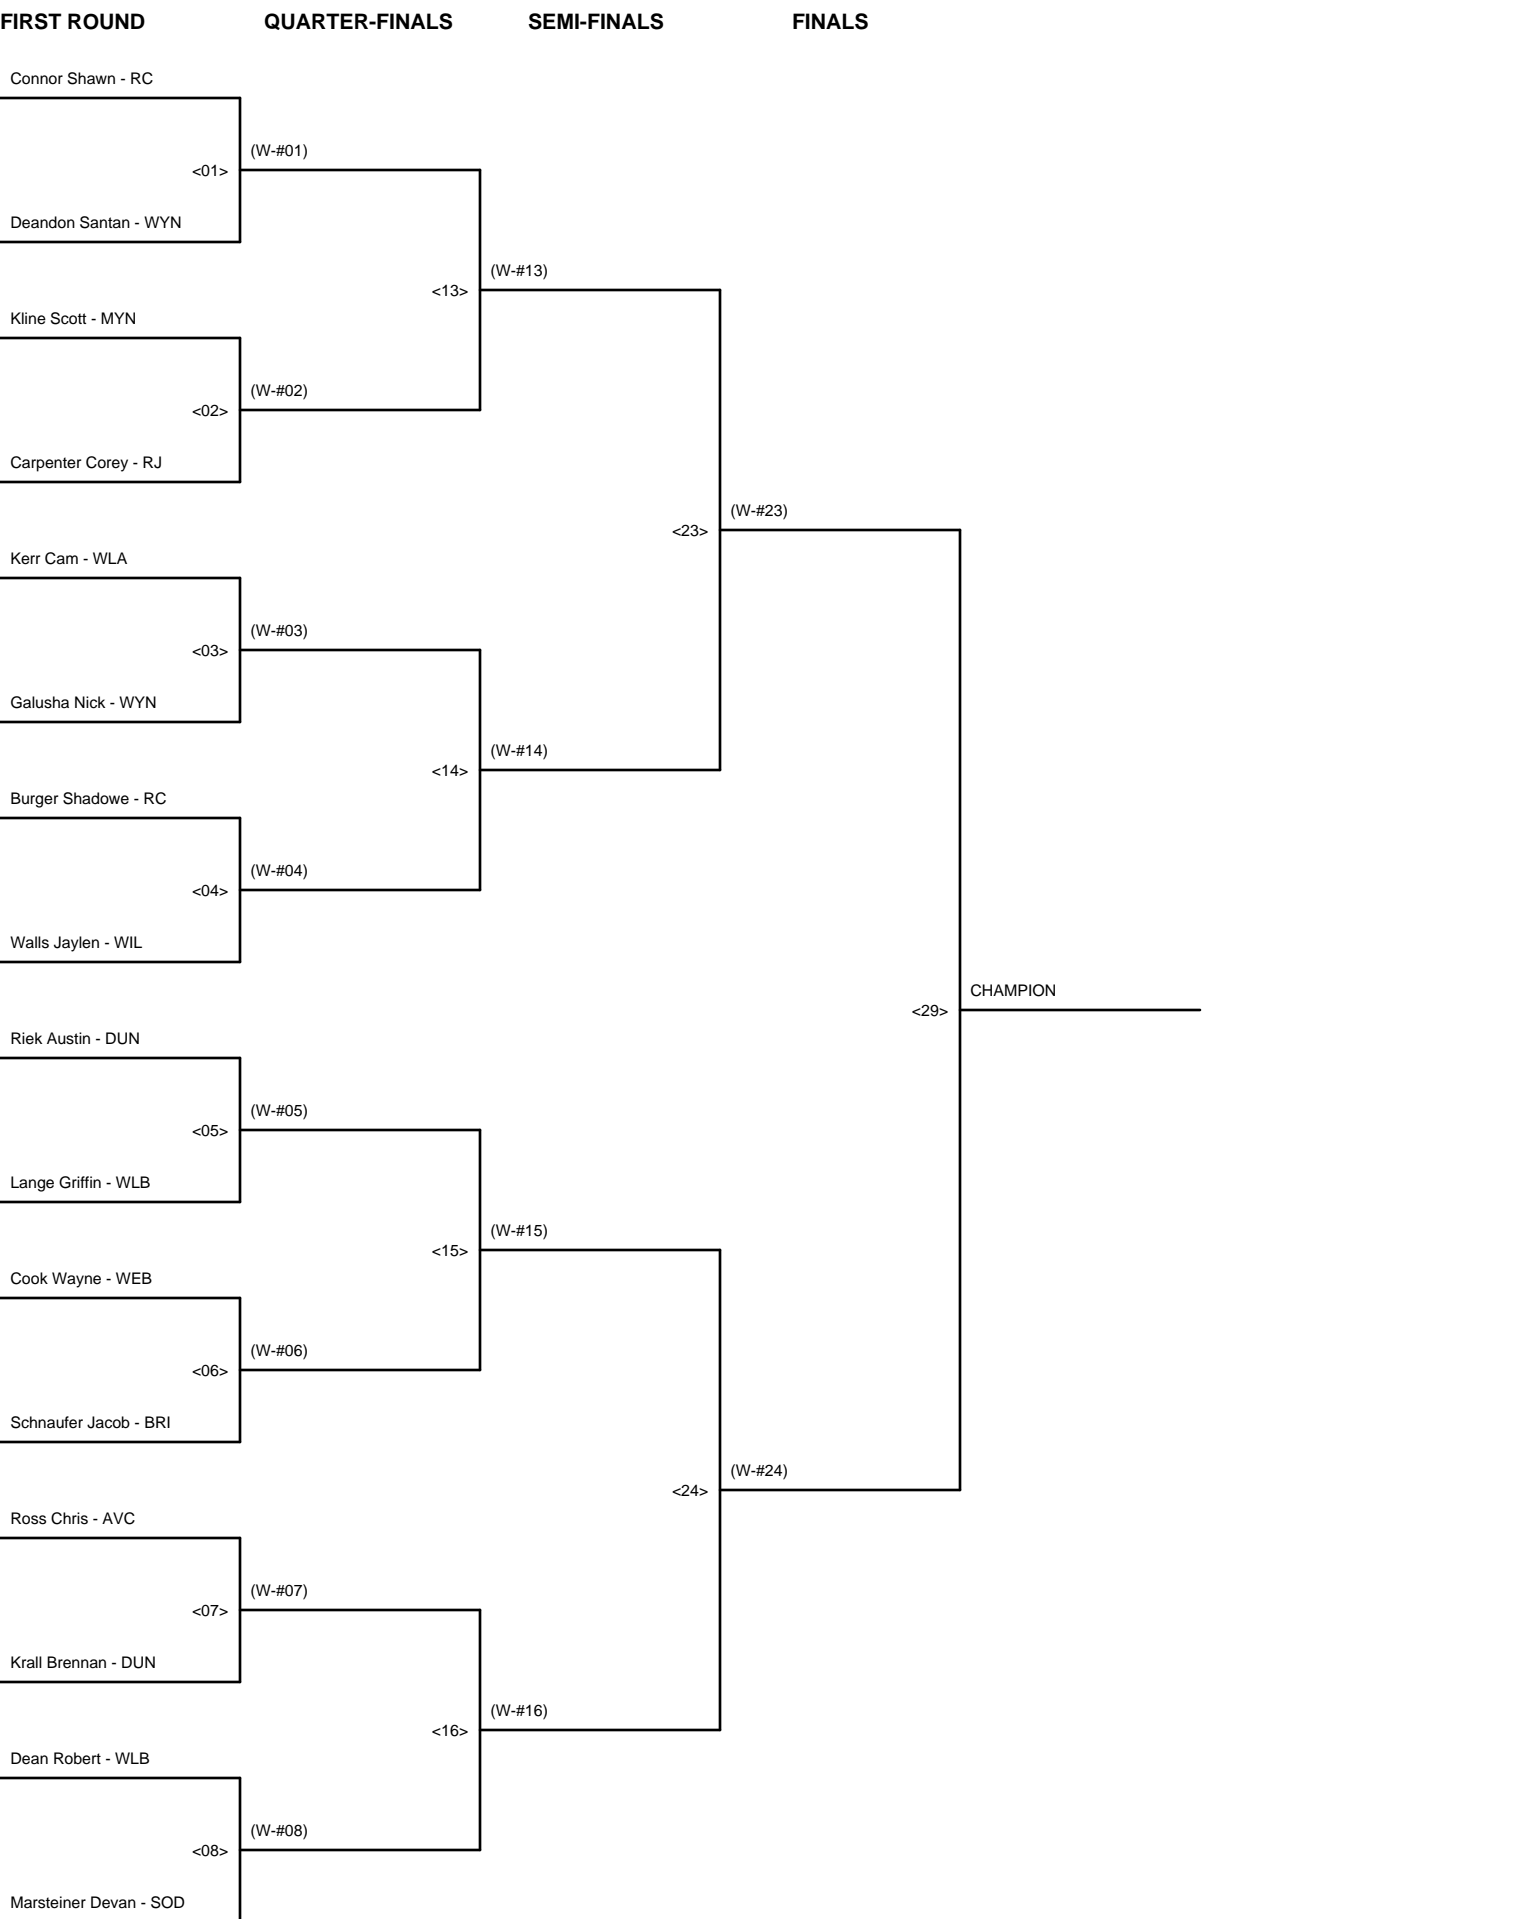 FIRST ROUND QUARTER-FINALS SEMI-FINALS FINALS
Connor Shawn - RC
(W-#01)
<01>
Deandon Santan - WYN
(W-#13)
<13>
Kline Scott - MYN
(W-#02)
<02>
Carpenter Corey - RJ
(W-#23)
<23>
Kerr Cam - WLA
(W-#03)
<03>
Galusha Nick - WYN
(W-#14)
<14>
Burger Shadowe - RC
(W-#04)
<04>
Walls Jaylen - WIL
CHAMPION
<29>
Riek Austin - DUN
(W-#05)
<05>
Lange Griffin - WLB
(W-#15)
<15>
Cook Wayne - WEB
(W-#06)
<06>
Schnaufer Jacob - BRI
(W-#24)
<24>
Ross Chris - AVC
(W-#07)
<07>
Krall Brennan - DUN
(W-#16)
<16>
Dean Robert - WLB
(W-#08)
<08>
Marsteiner Devan - SOD